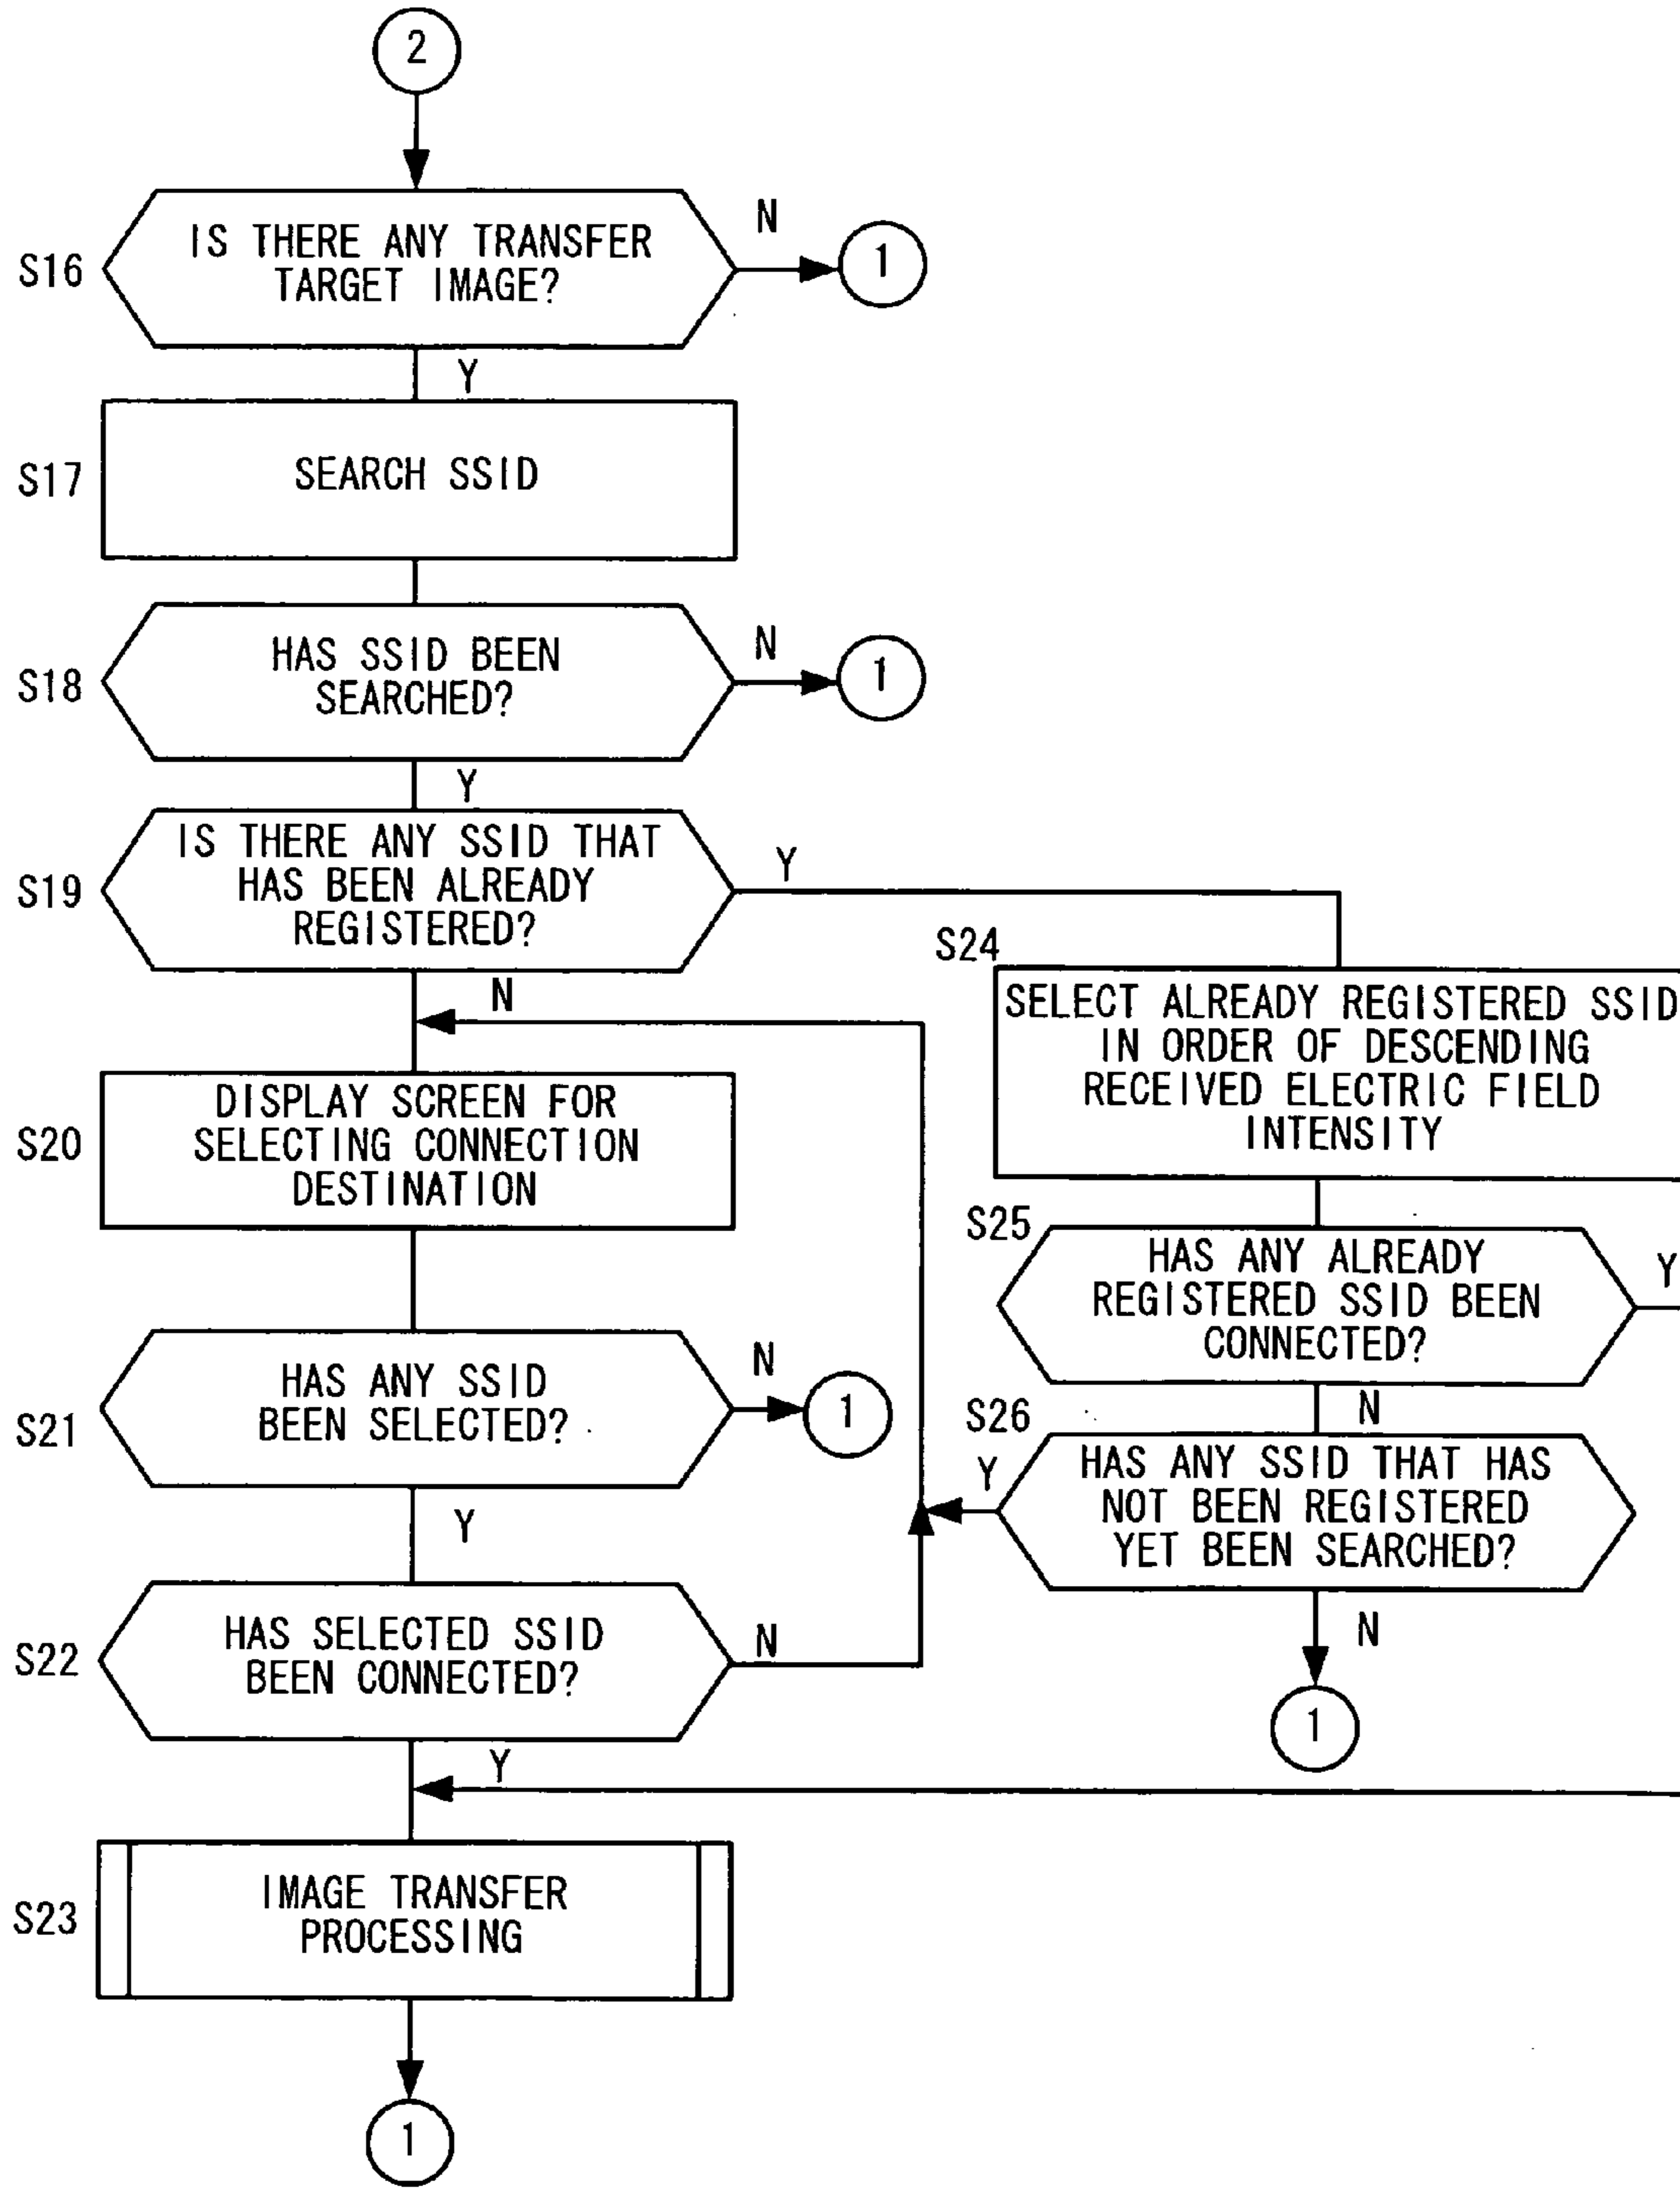 2
S16
IS THERE ANY TRANSFER
TARGET IMAGE?
N
1
Y
S17
SEARCH SSID
S18
HAS SSID BEEN
SEARCHED?
N
1
Y
S19
IS THERE ANY SSID THAT
HAS BEEN ALREADY
REGISTERED?
Y
N
S20
DISPLAY SCREEN FOR
SELECTING CONNECTION
DESTINATION
S21
HAS ANY SSID
BEEN SELECTED?
N
1
Y
S22
HAS SELECTED SSID
BEEN CONNECTED?
N
Y
S23
IMAGE TRANSFER
PROCESSING
1
S24
SELECT ALREADY REGISTERED SSID
IN ORDER OF DESCENDING
RECEIVED ELECTRIC FIELD
INTENSITY
S25
HAS ANY ALREADY
REGISTERED SSID BEEN
CONNECTED?
Y
N
S26
HAS ANY SSID THAT HAS
NOT BEEN REGISTERED
YET BEEN SEARCHED?
Y
N
1